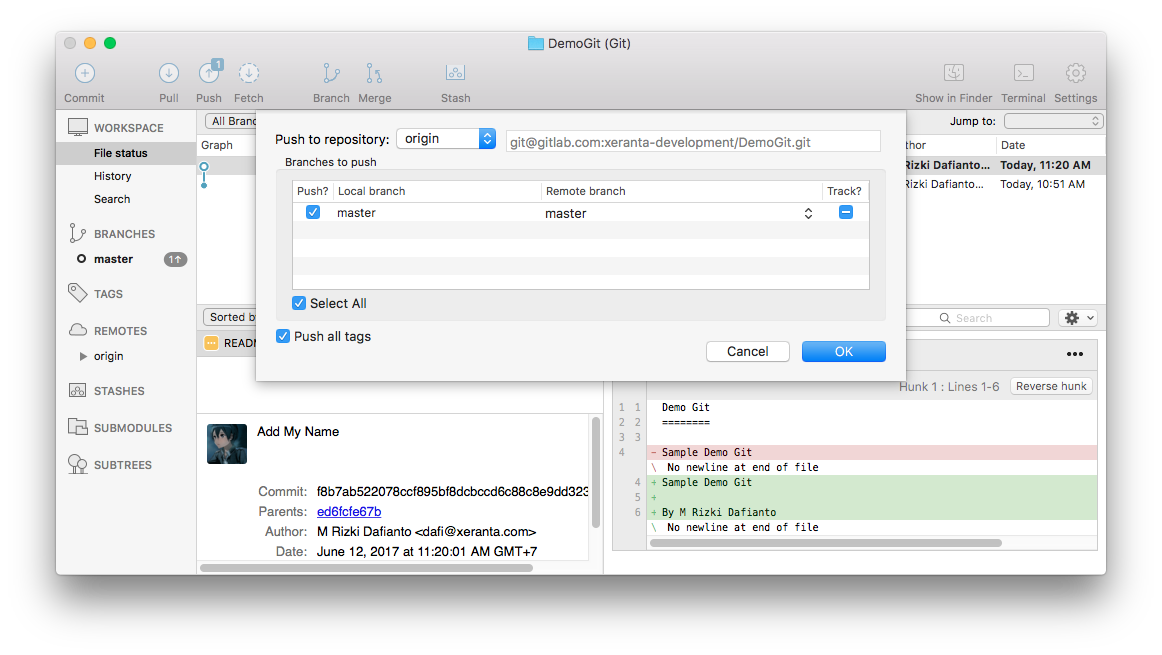 DemoGit (Git)
1
Commit Pull Push Fetch Branch Merge Stash Show in Finder Terminal Settings
WORKSPACE
File status
History
Search
BRANCHES
master 1↑
TAGS
REMOTES
origin
STASHES
SUBMODULES
SUBTREES
All Branc
Jump to:
Graph
thor Date
Rizki Dafianto... Today, 11:20 AM
Rizki Dafianto... Today, 10:51 AM
Push to repository: origin git@gitlab.com:xeranta-development/DemoGit.git
Branches to push
Push? Local branch Remote branch Track?
master master
Select All
Push all tags
Cancel OK
Sorted b
Search
READM
Hunk 1 : Lines 1-6 Reverse hunk
1 1 Demo Git
2 2 ========
3 3
4 - Sample Demo Git
\ No newline at end of file
4 + Sample Demo Git
5 +
6 + By M Rizki Dafianto
\ No newline at end of file
Add My Name
Commit: f8b7ab522078ccf895bf8dcbccd6c88c8e9dd323
Parents: ed6fcfe67b
Author: M Rizki Dafianto <dafi@xeranta.com>
Date: June 12, 2017 at 11:20:01 AM GMT+7